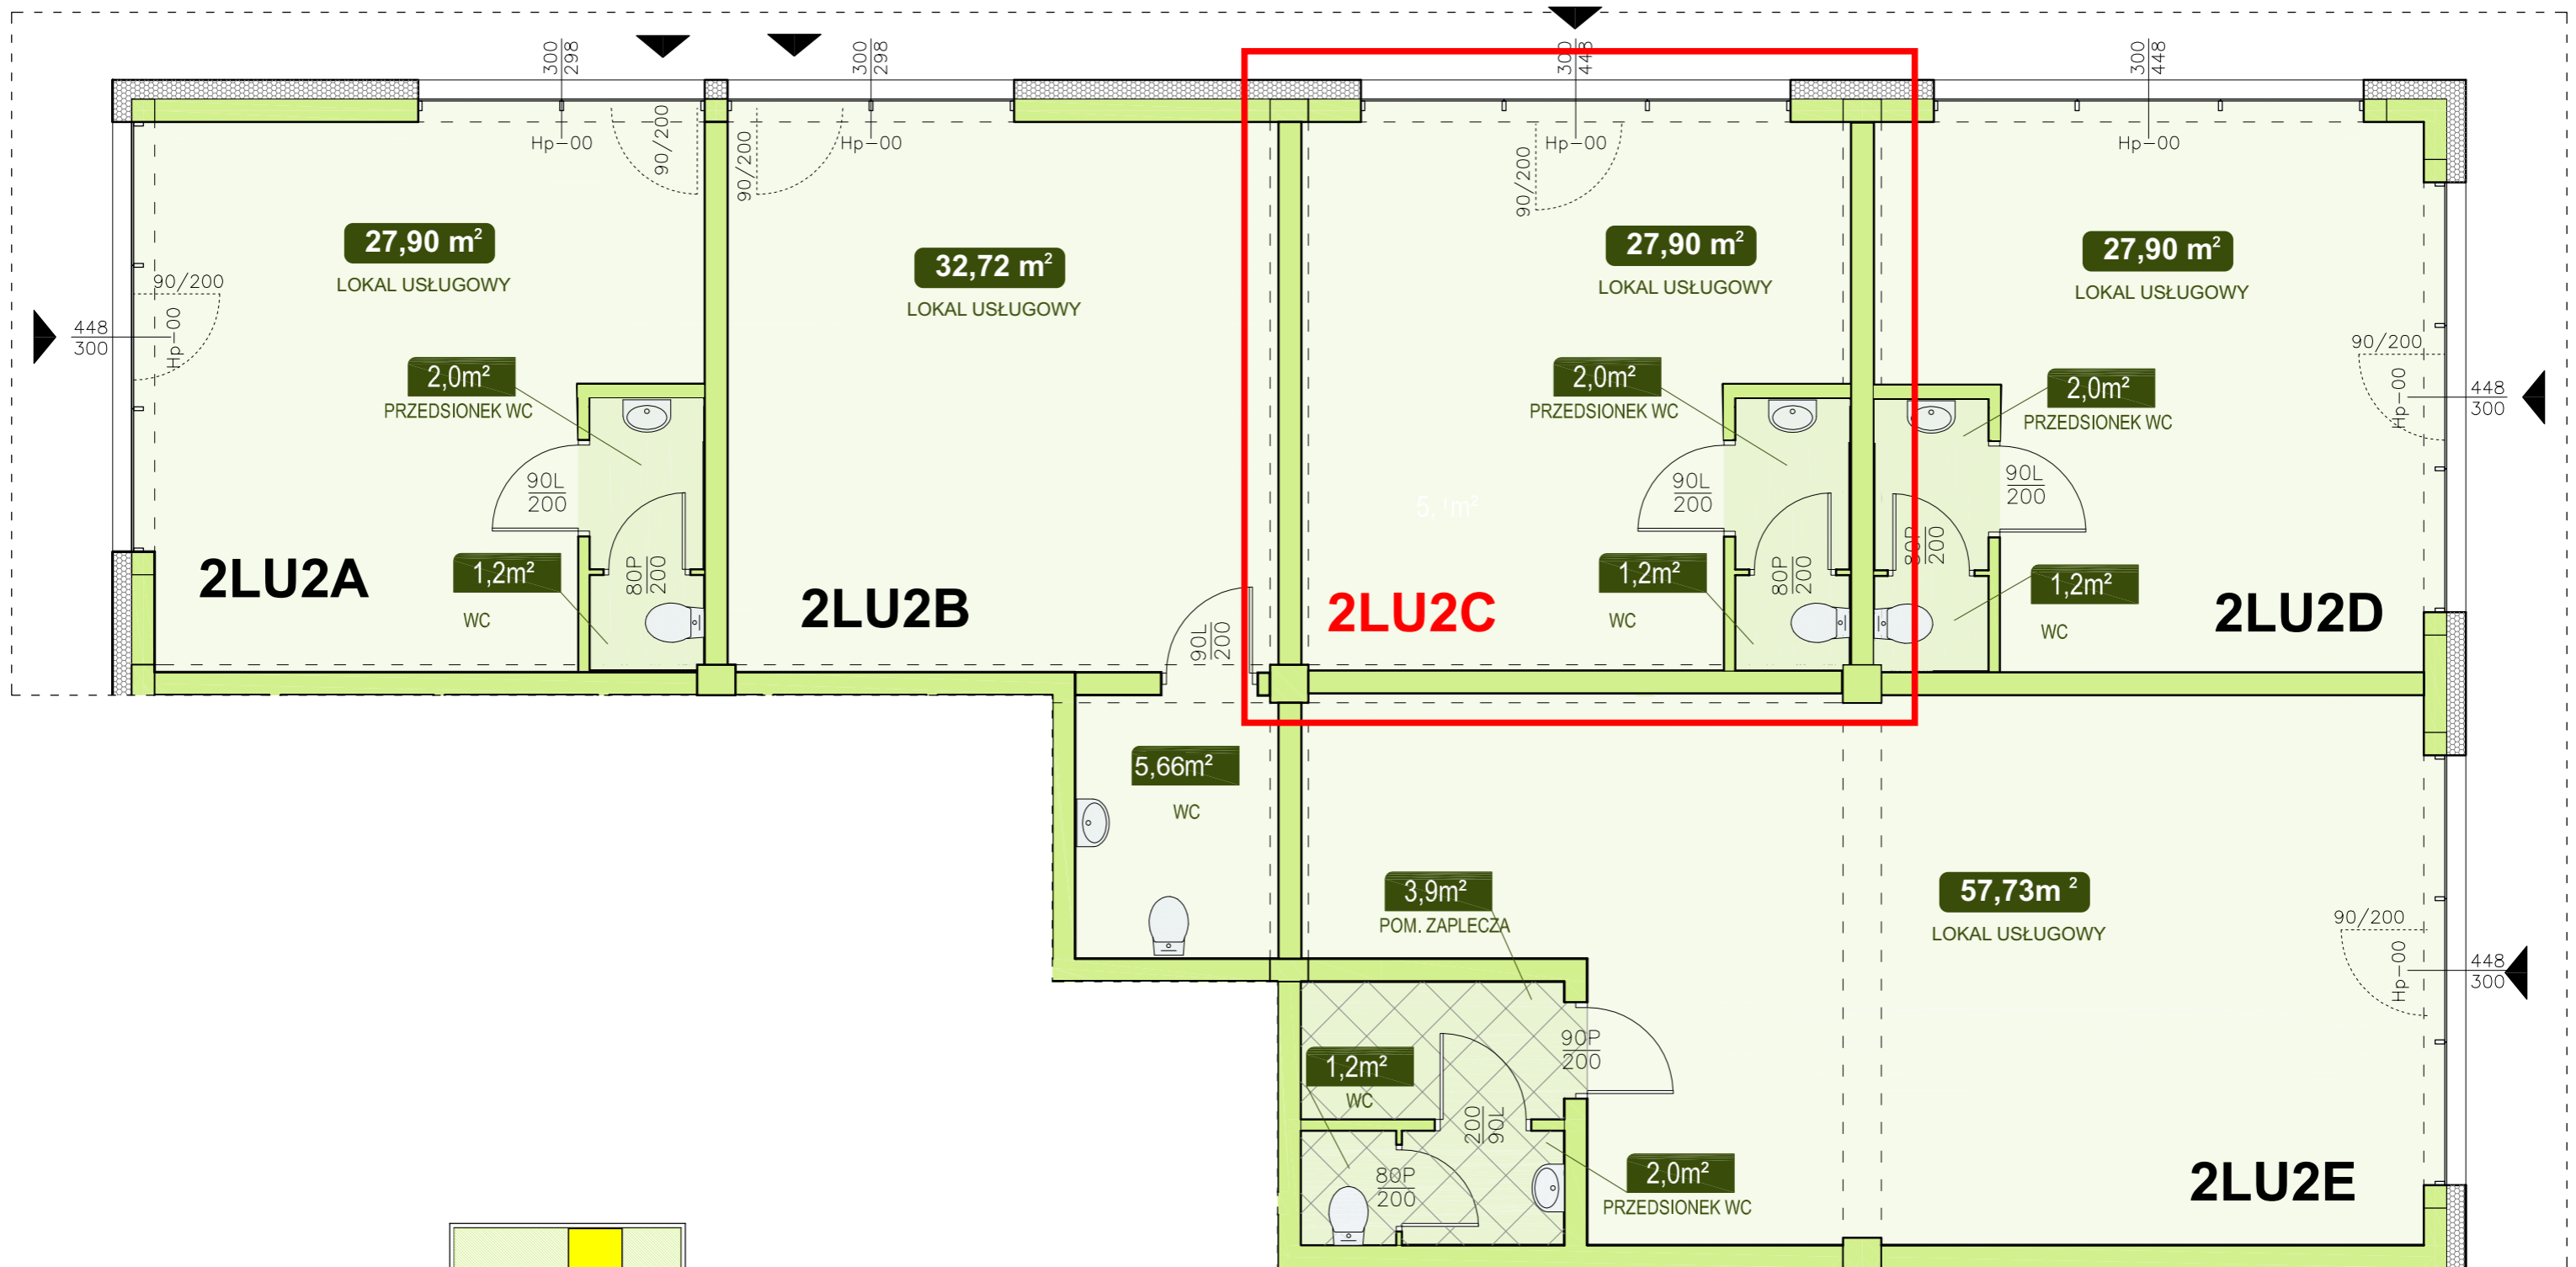 300
298
300
298
300
448
300
448
Hp-00
90/200
90/200
Hp-00
90/200
Hp-00
Hp-00
27,90 m²
LOKAL USŁUGOWY
32,72 m²
LOKAL USŁUGOWY
27,90 m²
LOKAL USŁUGOWY
27,90 m²
LOKAL USŁUGOWY
90/200
Hp-00
448
300
90/200
Hp-00
448
300
2,0m²
PRZEDSIONEK WC
2,0m²
PRZEDSIONEK WC
2,0m²
PRZEDSIONEK WC
90L
200
90L
200
90L
200
80P
200
80P
200
80P
200
1,2m²
WC
1,2m²
WC
1,2m²
WC
2LU2A
2LU2B
2LU2C
2LU2D
90L
200
5,66m²
WC
3,9m²
POM. ZAPLECZA
57,73m²
LOKAL USŁUGOWY
90/200
Hp-00
448
300
90P
200
1,2m²
WC
200
90L
80P
200
2,0m²
PRZEDSIONEK WC
2LU2E